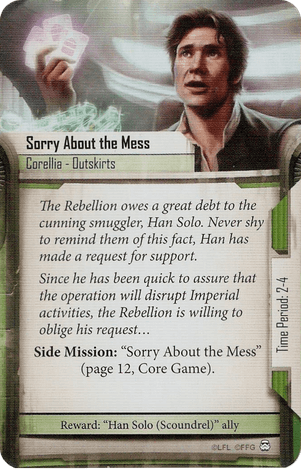 Sorry About the Mess
Corellia - Outskirts
The Rebellion owes a great debt to the
cunning smuggler, Han Solo. Never shy
to remind them of this fact, Han has
made a request for support.
Since he has been quick to assure that
the operation will disrupt Imperial
activities, the Rebellion is willing to
oblige his request…
Side Mission: “Sorry About the Mess”
(page 12, Core Game).
Time Period: 2-4
Reward: “Han Solo (Scoundrel)” ally
©LFL ©FFG